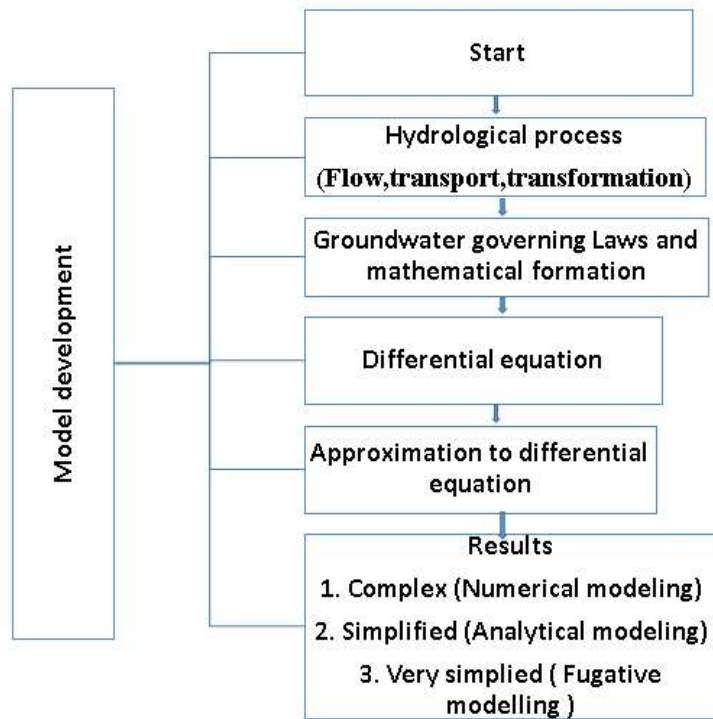 Model development
Start
Hydrological process
(Flow,transport,transformation)
Groundwater governing Laws and
mathematical formation
Differential equation
Approximation to differential
equation
Results
1. Complex (Numerical modeling)
2. Simplified (Analytical modeling)
3. Very simplied ( Fugative
modelling )